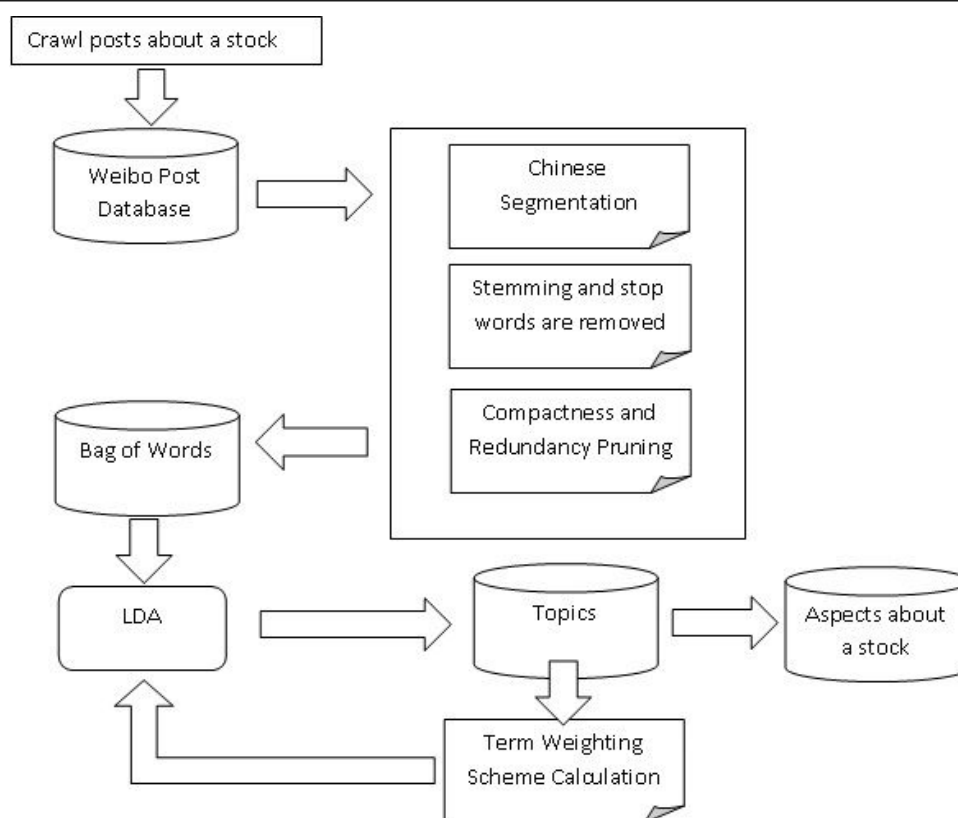 Crawl posts about a stock
Weibo Post
Database
Chinese
Segmentation
Stemming and stop
words are removed
Compactness and
Redundancy Pruning
Bag of Words
LDA
Topics
Aspects about
a stock
Term Weighting
Scheme Calculation